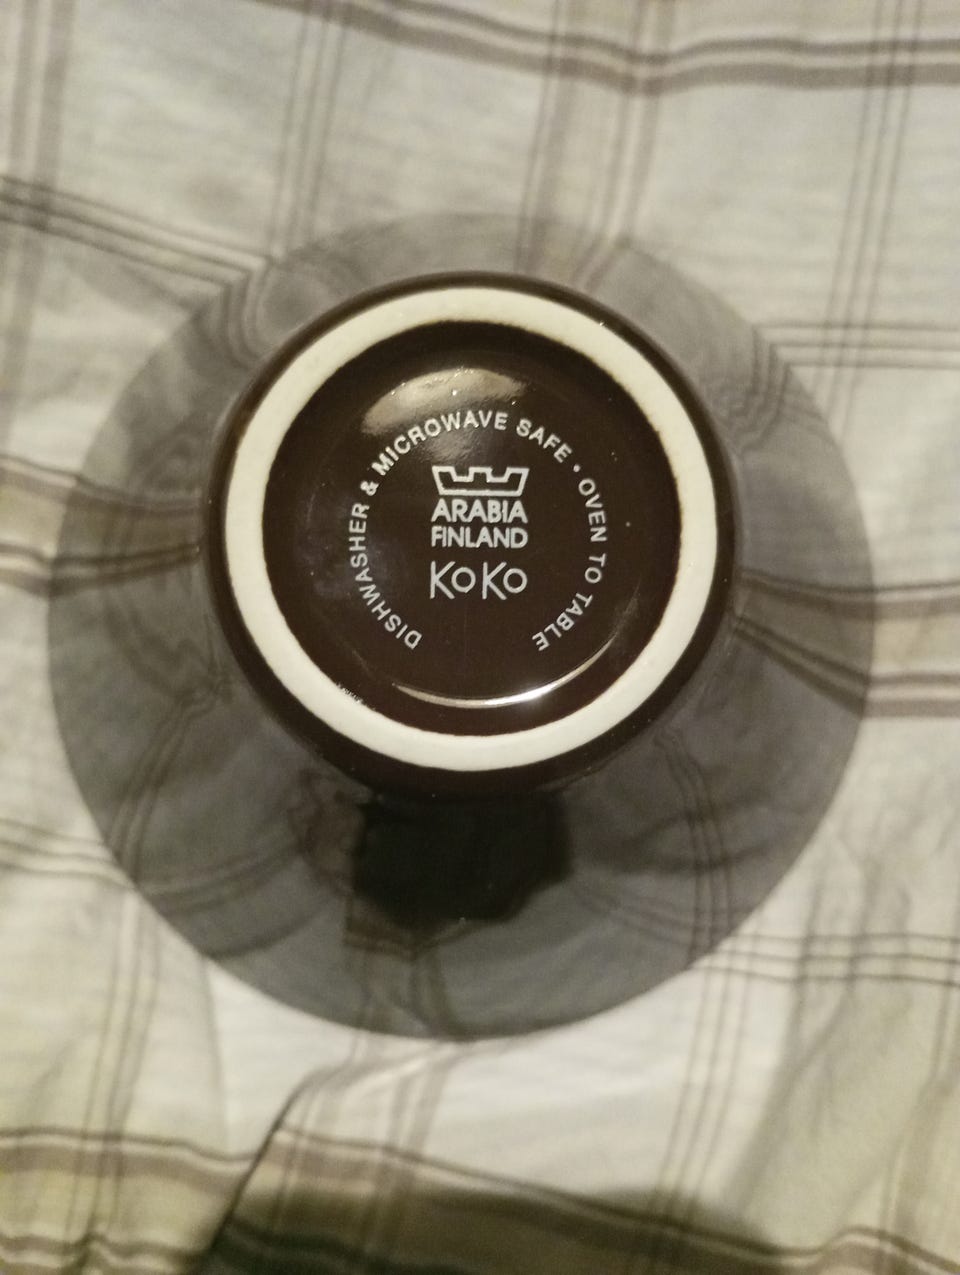 DISHWASHER & MICROWAVE SAFE · OVEN TO TABLE
ARABIA
FINLAND
KoKo